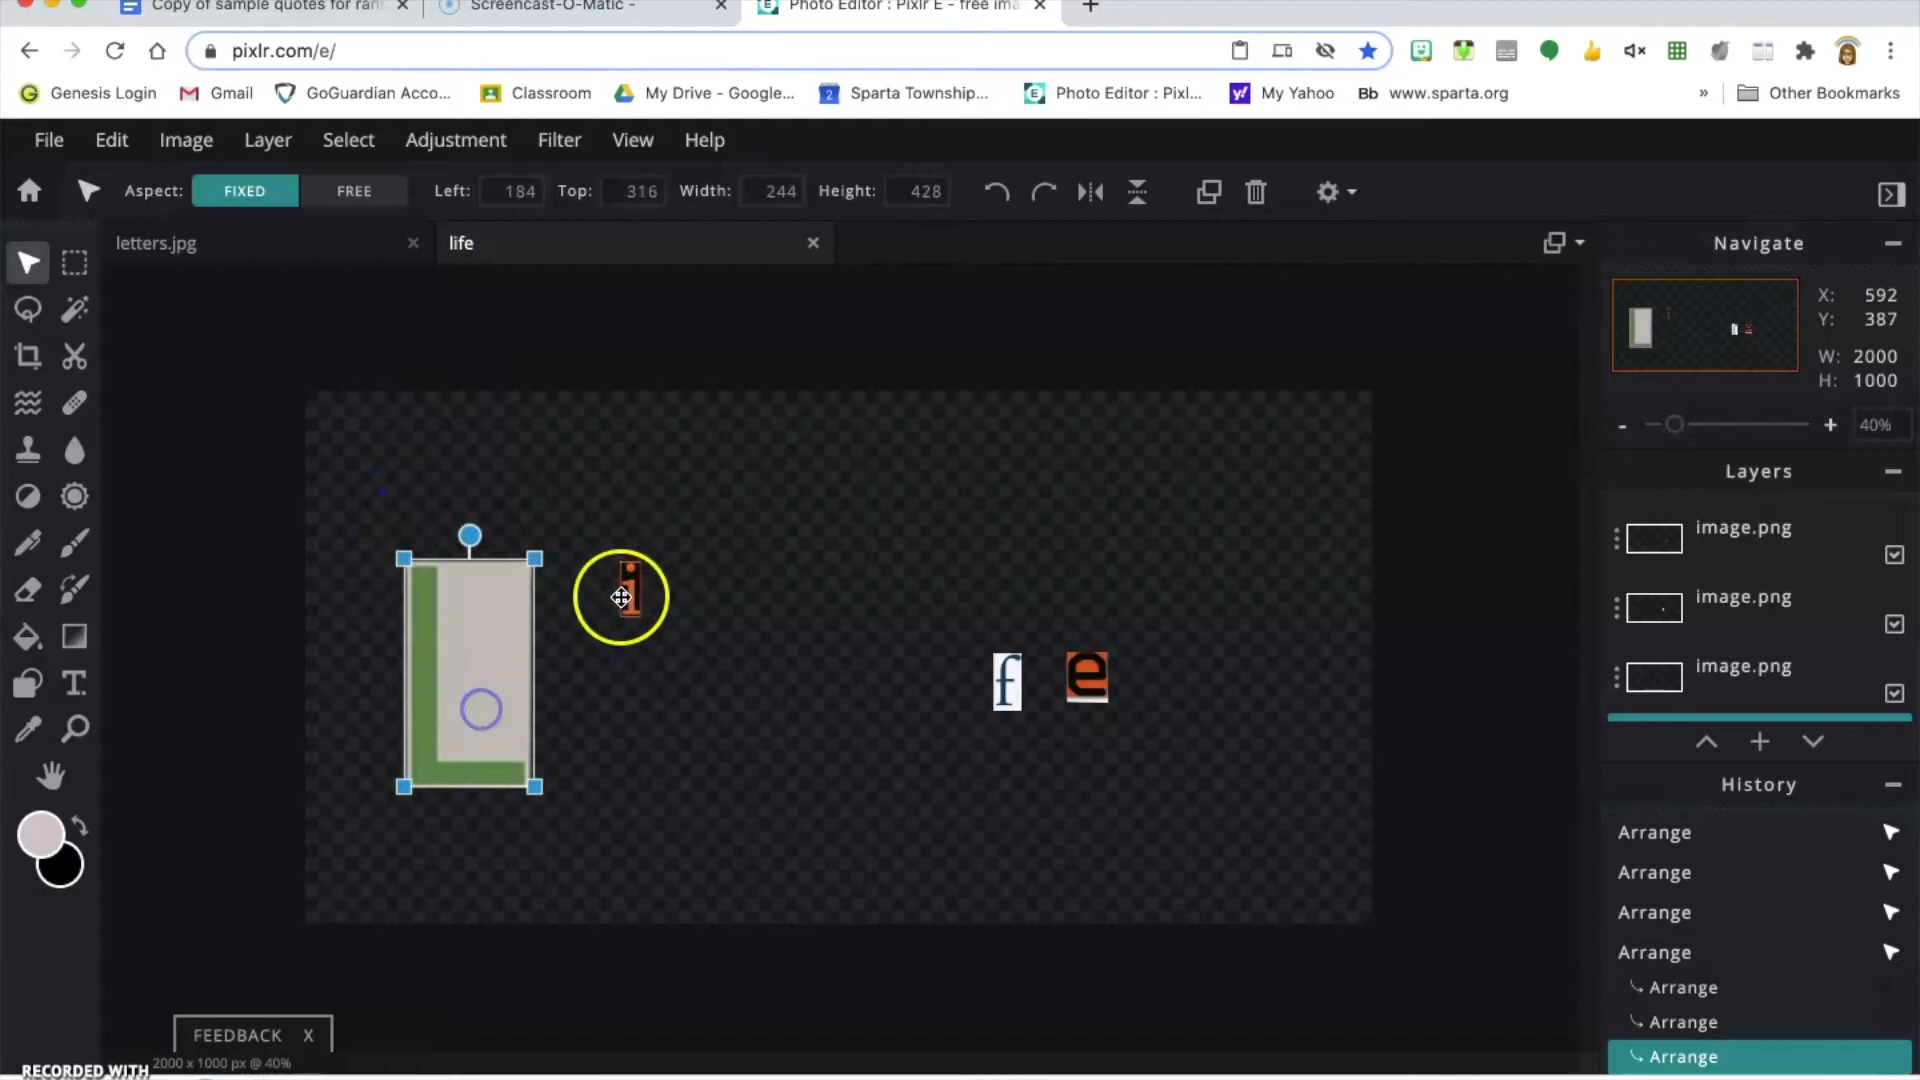 Copy of sample quotes for ran
Screencast-O-Matic -
Photo Editor : Pixlr E - free ima
pixlr.com/e/
Genesis Login
Gmail
GoGuardian Acco...
Classroom
My Drive - Google...
2
Sparta Township...
Photo Editor : Pixl...
My Yahoo
Bb
www.sparta.org
»
Other Bookmarks
File
Edit
Image
Layer
Select
Adjustment
Filter
View
Help
Aspect:
FIXED
FREE
Left: 184
Top: 316
Width: 244
Height: 428
letters.jpg
life
Navigate
X: 592
Y: 387
W: 2000
H: 1000
- + 40%
L i f e
Layers
image.png
image.png
image.png
History
Arrange
Arrange
Arrange
Arrange
Arrange
Arrange
Arrange
FEEDBACK X
2000 x 1000 px @ 40%
RECORDED WITH